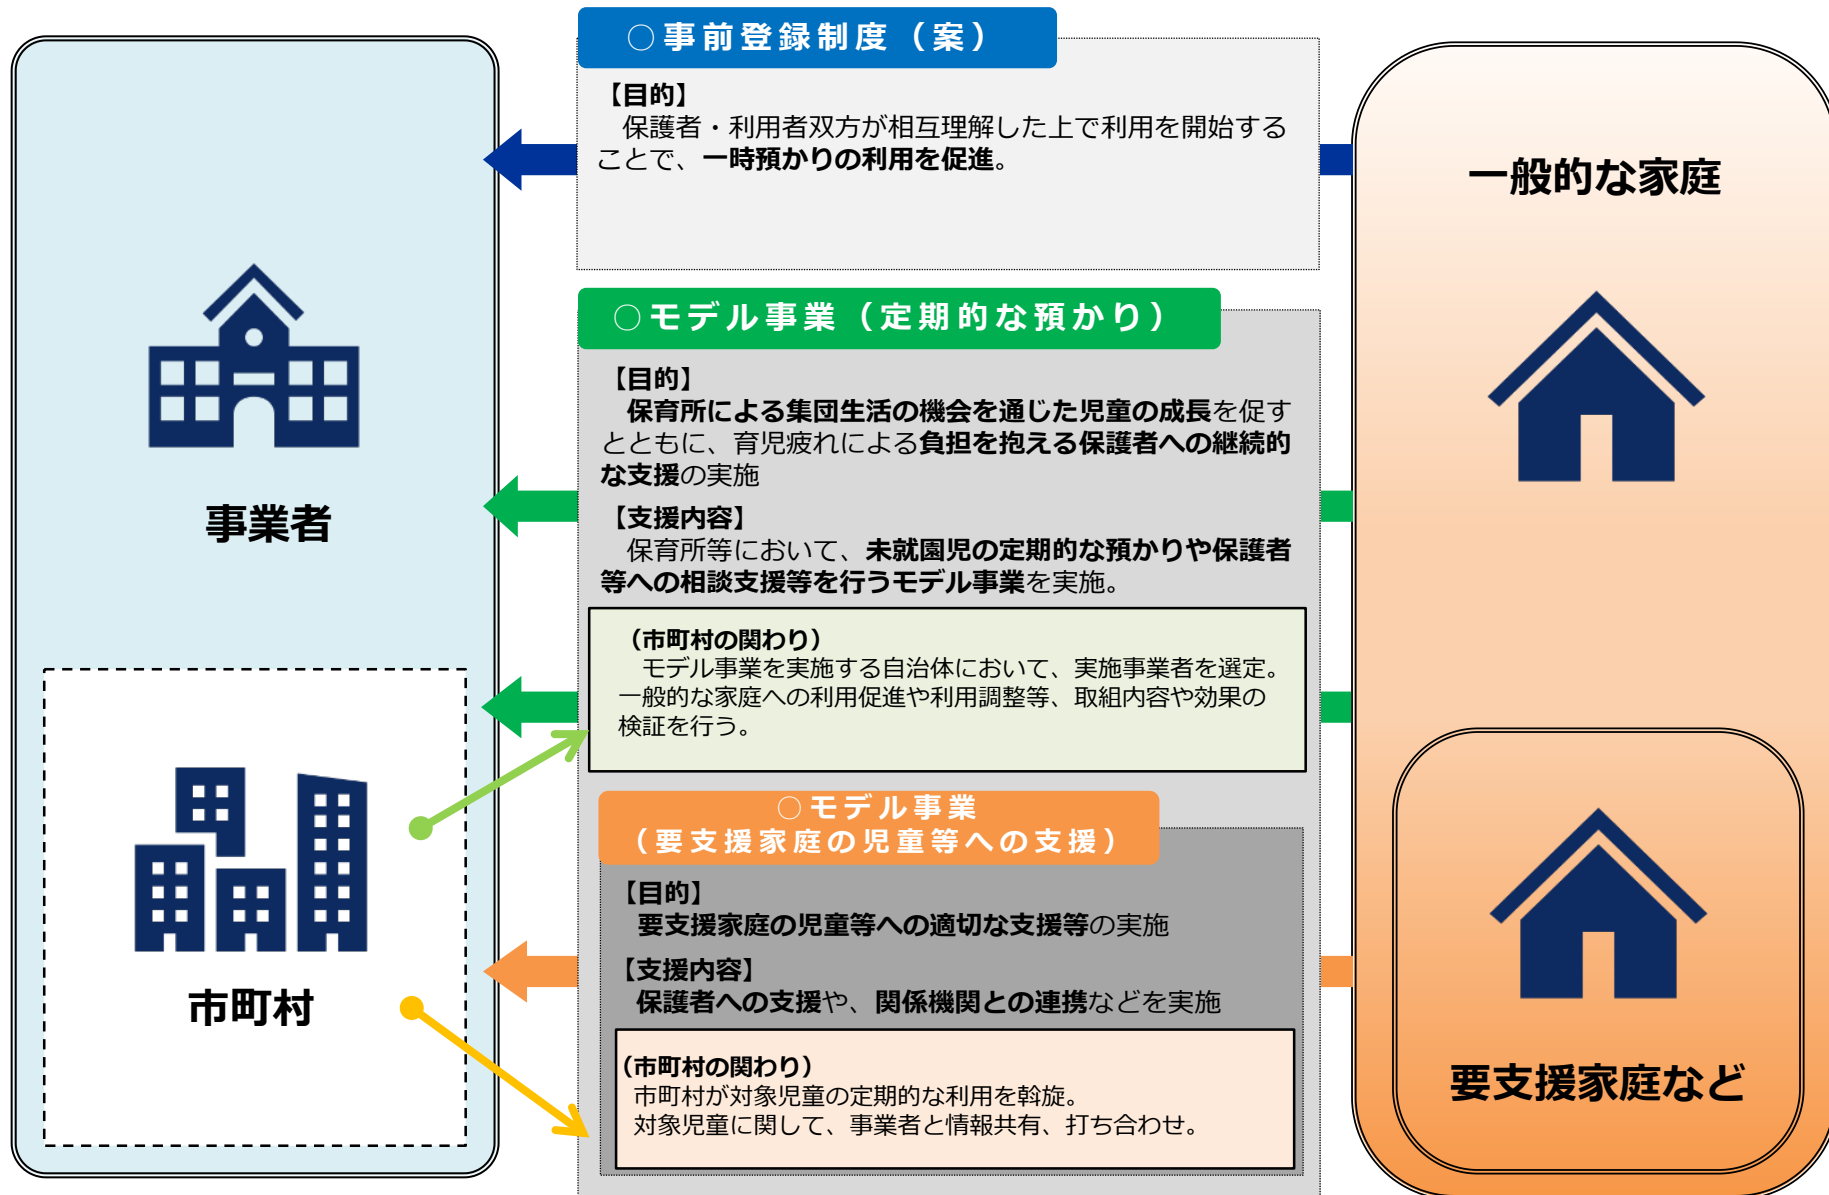 ○事前登録制度（案）
【目的】
保護者・利用者双方が相互理解した上で利用を開始する
ことで、一時預かりの利用を促進。
一般的な家庭
○モデル事業（定期的な預かり）
【目的】
保育所による集団生活の機会を通じた児童の成長を促す
とともに、育児疲れによる負担を抱える保護者への継続的
な支援の実施
【支援内容】
保育所等において、未就園児の定期的な預かりや保護者
等への相談支援等を行うモデル事業を実施。
事業者
（市町村の関わり）
モデル事業を実施する自治体において、実施事業者を選定。
一般的な家庭への利用促進や利用調整等、取組内容や効果の
検証を行う。
○モデル事業
（要支援家庭の児童等への支援）
【目的】
要支援家庭の児童等への適切な支援等の実施
【支援内容】
保護者への支援や、関係機関との連携などを実施
市町村
（市町村の関わり）
市町村が対象児童の定期的な利用を斡旋。
対象児童に関して、事業者と情報共有、打ち合わせ。
要支援家庭など